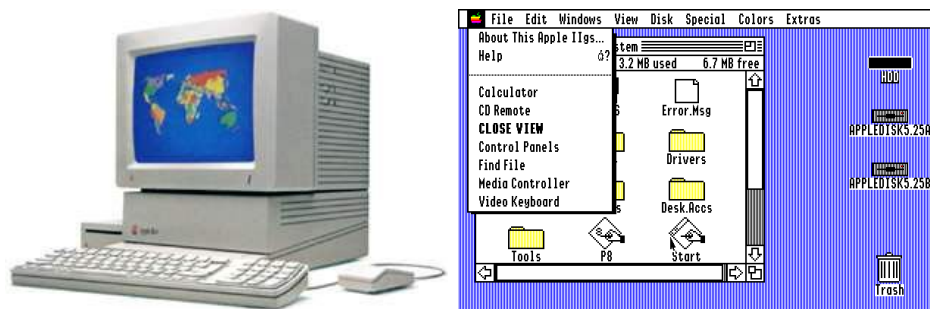 File Edit Windows View Disk Special Colors Extras
About This Apple IIgs...
Help ?
stem
3.2 MB used 6.7 MB free
Calculator
CD Remote
CLOSE VIEW
Control Panels
Find File
Media Controller
Video Keyboard
s
Error.Msg
Drivers
s
Desk.Accs
Tools P8 Start
HDD
APPLEDISK5.25A
APPLEDISK5.25B
Trash